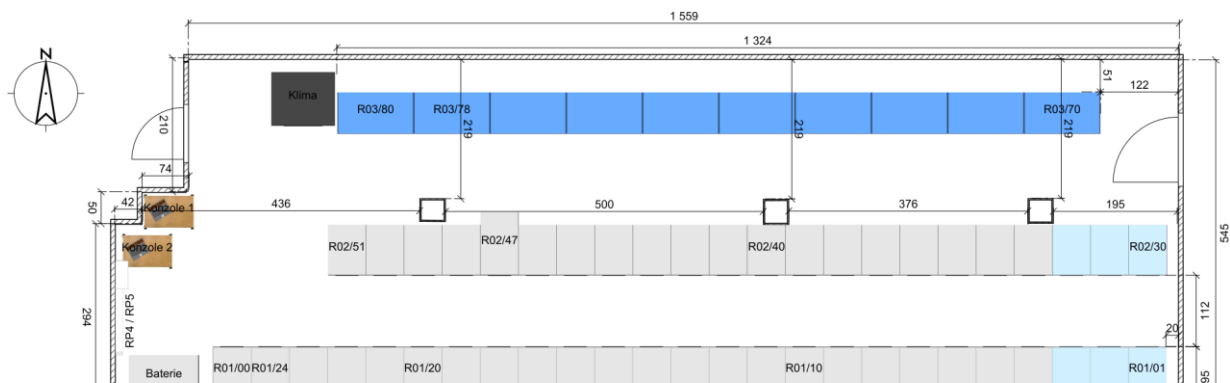 1 559
1 324
N
Klima
R03/80
R03/78
R03/70
51
122
210
219
219
219
74
42
50
Konzole 1
436
500
376
195
Konzole 2
R02/51
R02/47
R02/40
R02/30
545
294
RP4 / RP5
112
20
Baterie
R01/00
R01/24
R01/20
R01/10
R01/01
95